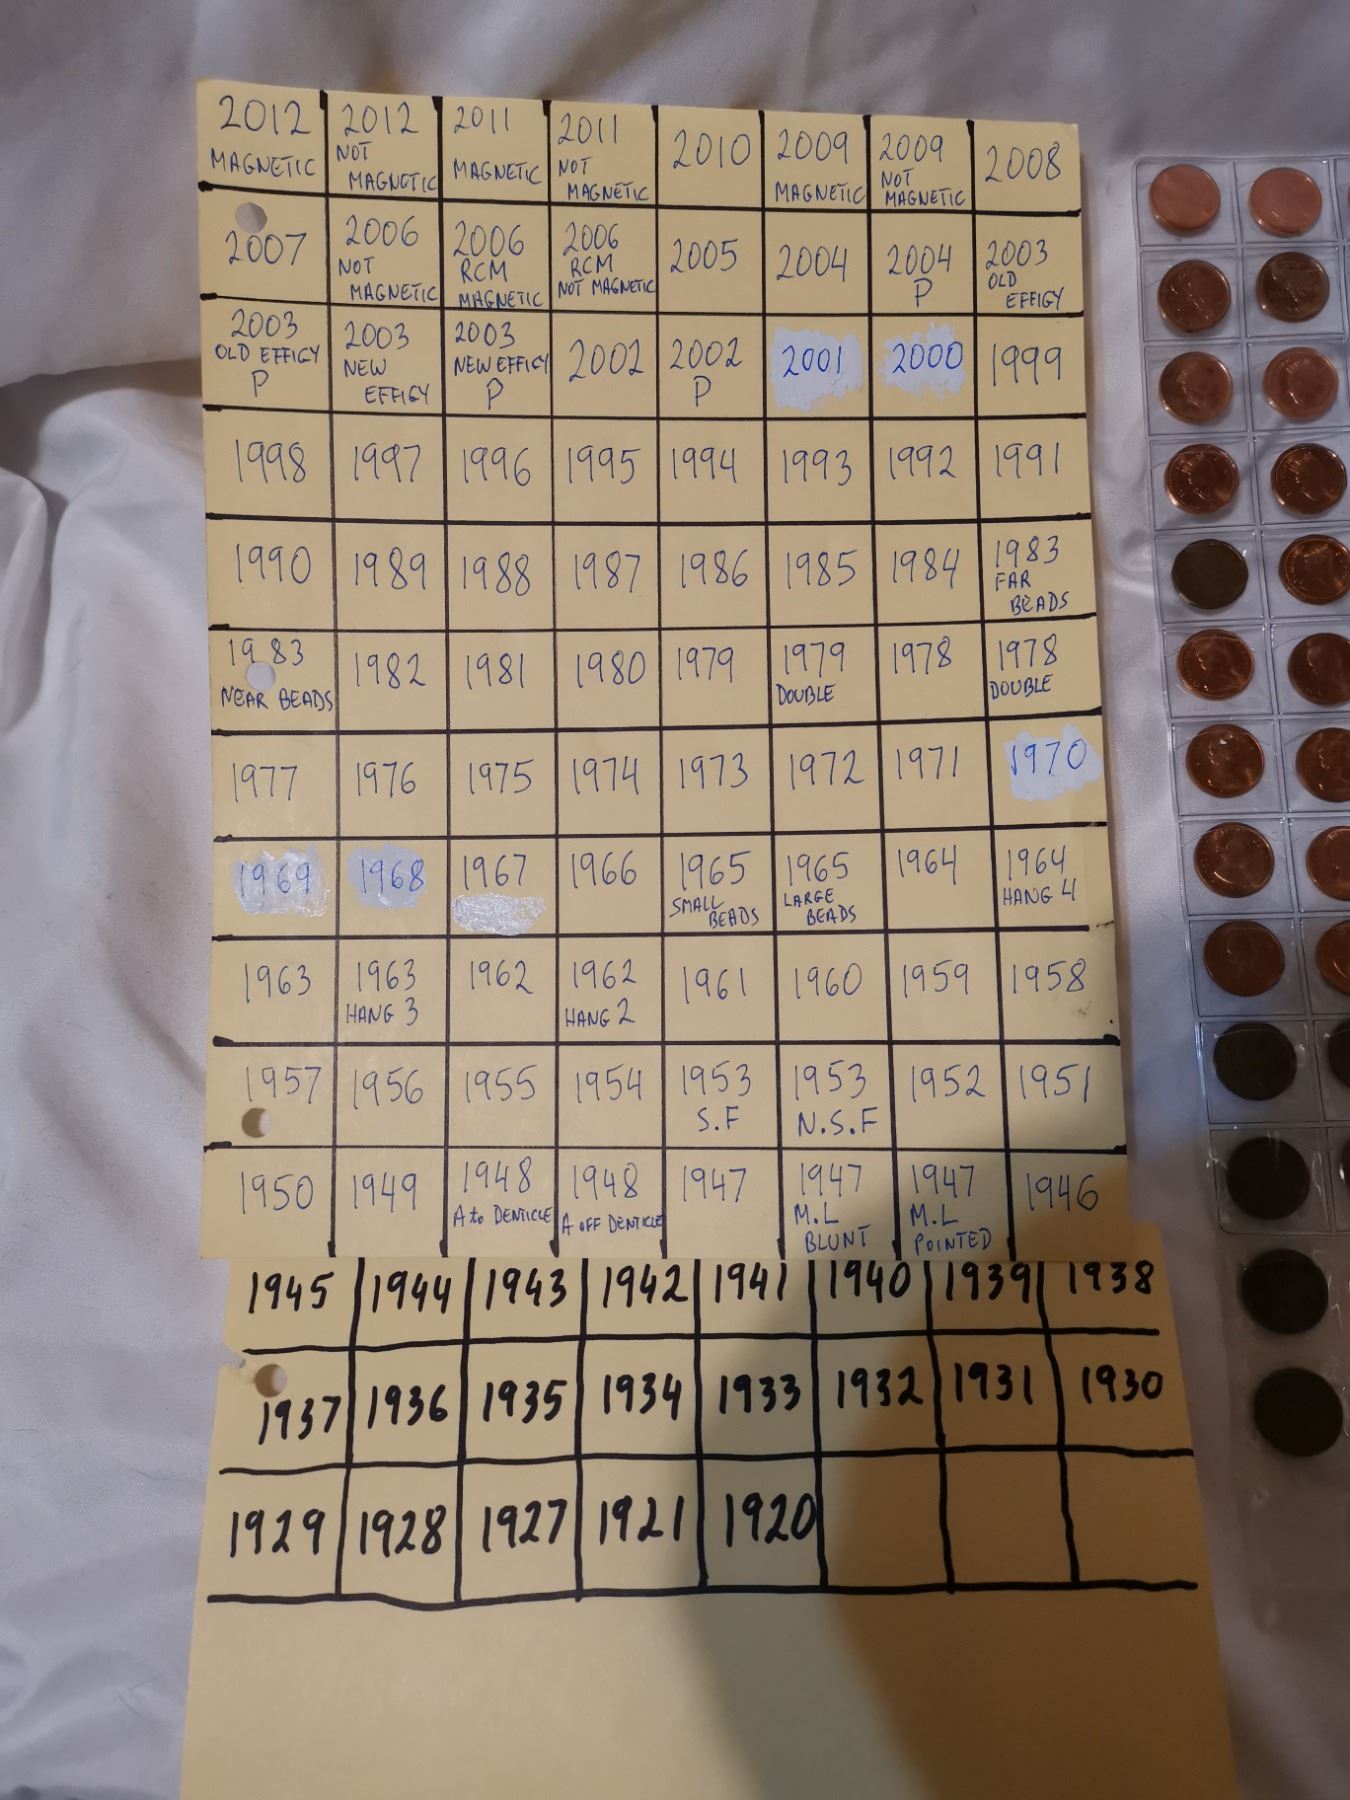 2012 MAGNETIC
2012 NOT MAGNETIC
2011 MAGNETIC
2011 NOT MAGNETIC
2010
2009 MAGNETIC
2009 NOT MAGNETIC
2008
2007
2006 NOT MAGNETIC
2006 RCM MAGNETIC
2006 RCM NOT MAGNETIC
2005
2004
2004 P
2003 OLD EFFIGY
2003 OLD EFFIGY P
2003 NEW EFFIGY
2003 NEW EFFIGY P
2002
2002 P
2001
2000
1999
1998
1997
1996
1995
1994
1993
1992
1991
1990
1989
1988
1987
1986
1985
1984
1983 FAR BEADS
1983 NEAR BEADS
1982
1981
1980
1979
1979 DOUBLE
1978
1978 DOUBLE
1977
1976
1975
1974
1973
1972
1971
1970
1969
1968
1967
1966
1965 SMALL BEADS
1965 LARGE BEADS
1964
1964 HANG 4
1963
1963 HANG 3
1962
1962 HANG 2
1961
1960
1959
1958
1957
1956
1955
1954
1953 S.F
1953 N.S.F
1952
1951
1950
1949
1948 A to DENTICLE
1948 A OFF DENTICLE
1947
1947 M.L BLUNT
1947 M.L POINTED
1946
1945
1944
1943
1942
1941
1940
1939
1938
1937
1936
1935
1934
1933
1932
1931
1930
1929
1928
1927
1921
1920